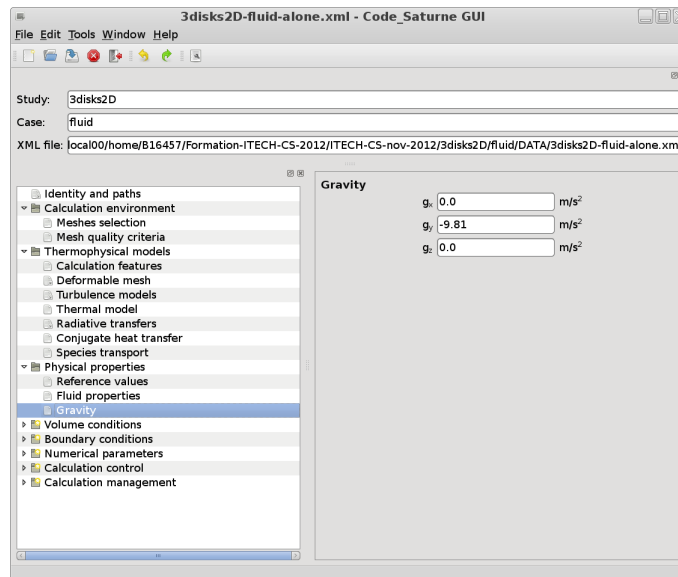 3disks2D-fluid-alone.xml - Code_Saturne GUI
File Edit Tools Window Help
Study: 3disks2D
Case: fluid
XML file: local00/home/B16457/Formation-ITECH-CS-2012/ITECH-CS-nov-2012/3disks2D/fluid/DATA/3disks2D-fluid-alone.xm
Identity and paths
Calculation environment
Meshes selection
Mesh quality criteria
Thermophysical models
Calculation features
Deformable mesh
Turbulence models
Thermal model
Radiative transfers
Conjugate heat transfer
Species transport
Physical properties
Reference values
Fluid properties
Gravity
Volume conditions
Boundary conditions
Numerical parameters
Calculation control
Calculation management
Gravity
gₓ 0.0 m/s²
gᵧ -9.81 m/s²
g_z 0.0 m/s²